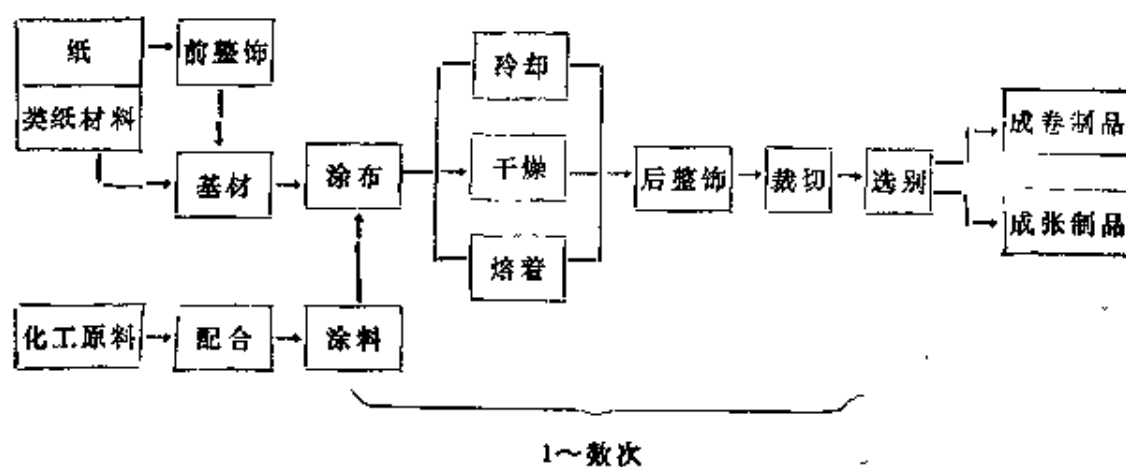 纸
前整饰
类纸材料
基材
涂布
冷却
干燥
熔着
后整饰
裁切
选别
成卷制品
成张制品
化工原料
配合
涂料
1～数次